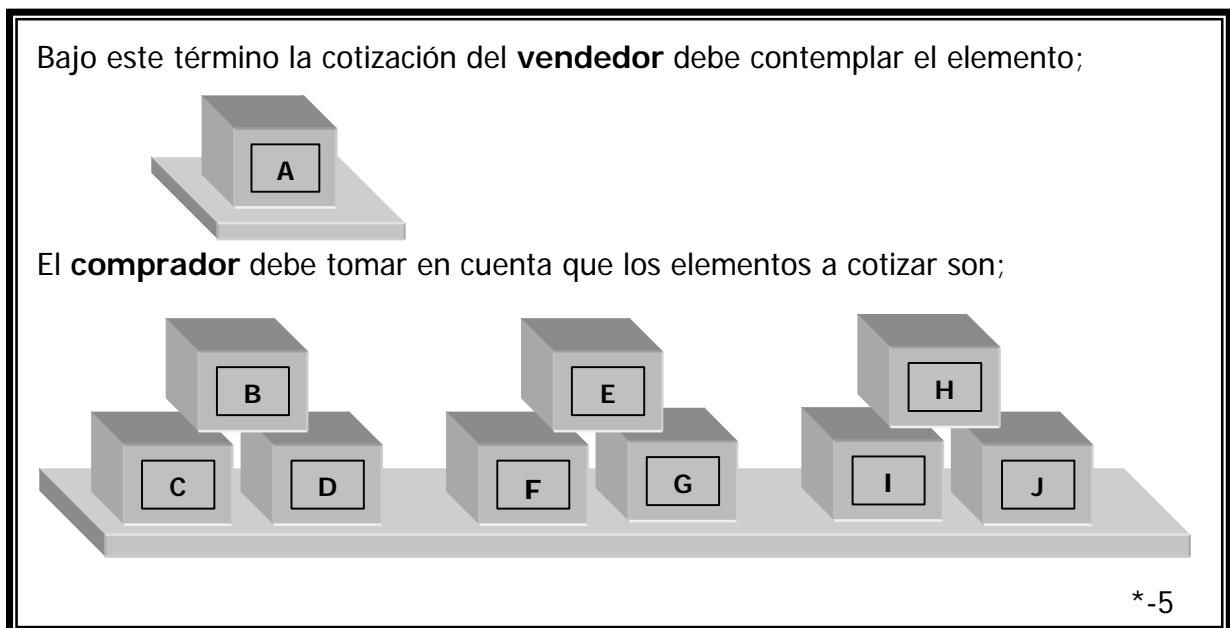 Bajo este término la cotización del vendedor debe contemplar el elemento;
A
El comprador debe tomar en cuenta que los elementos a cotizar son;
B E H
C D F G I J
*-5